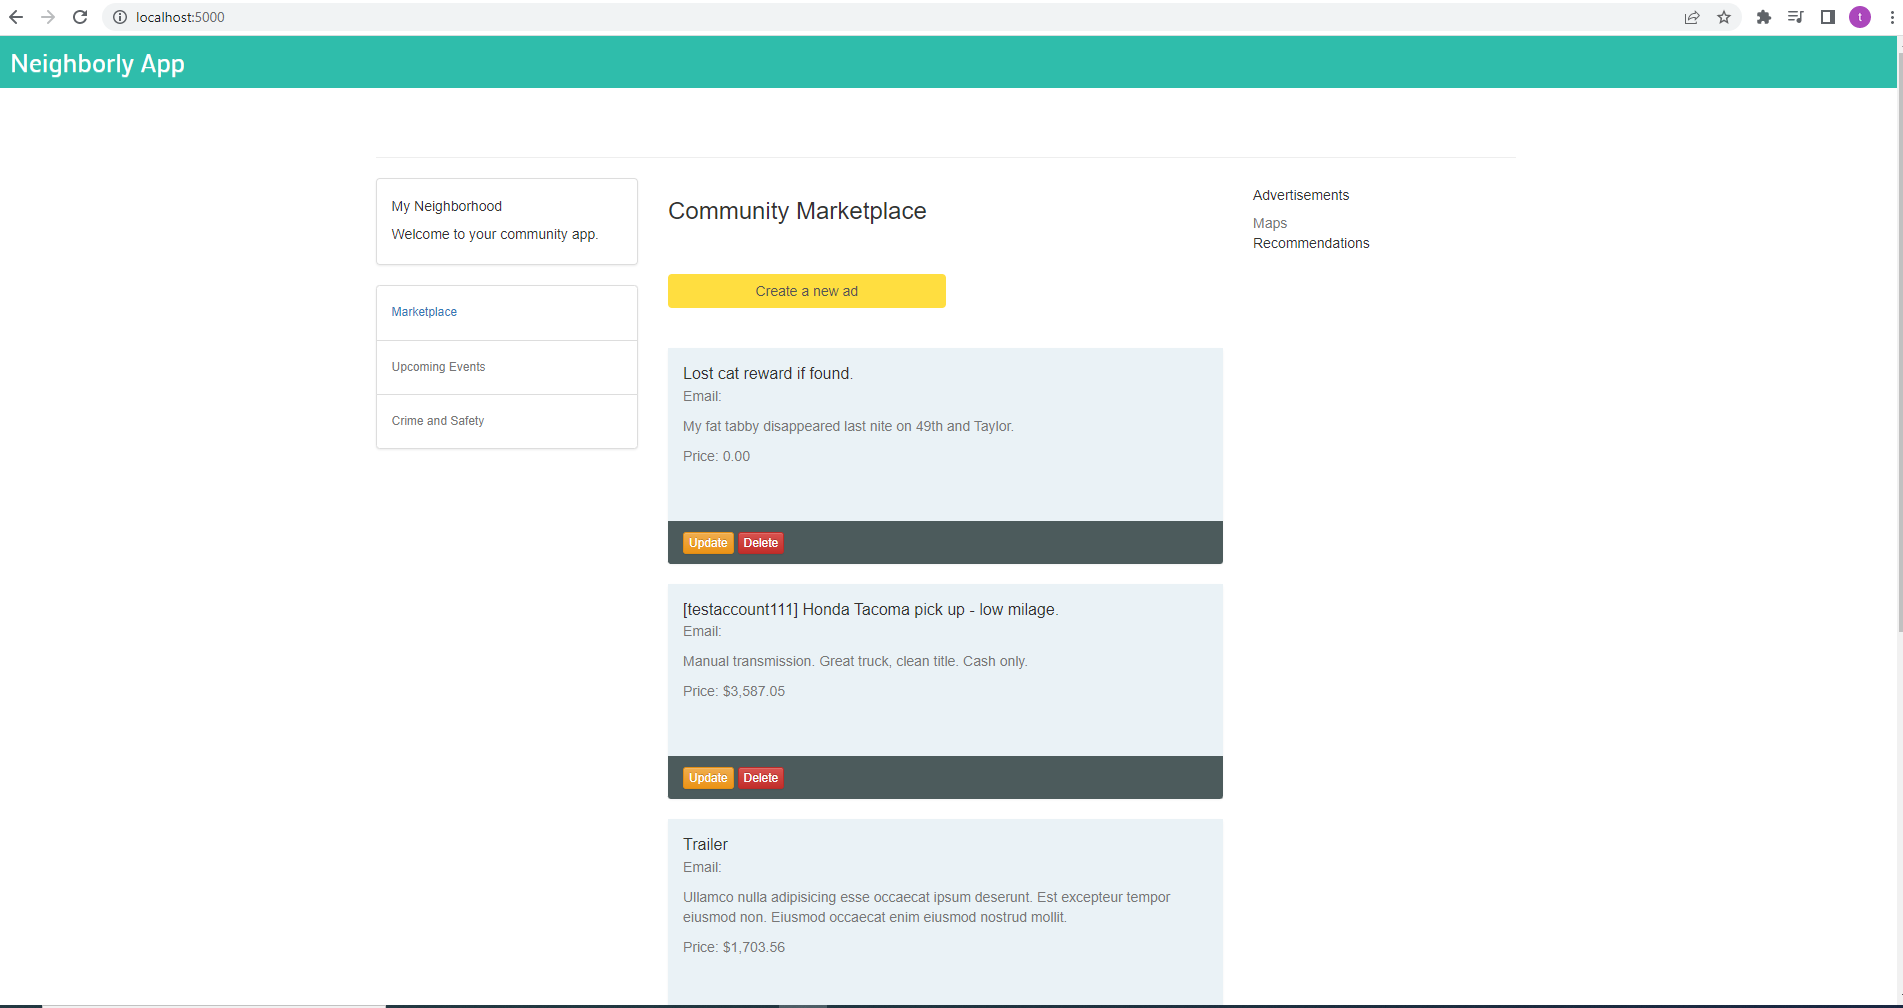 localhost:5000
t
Neighborly App
My Neighborhood
Welcome to your community app.
Marketplace
Upcoming Events
Crime and Safety
Community Marketplace
Create a new ad
Lost cat reward if found.
Email:
My fat tabby disappeared last nite on 49th and Taylor.
Price: 0.00
Update Delete
[testaccount111] Honda Tacoma pick up - low milage.
Email:
Manual transmission. Great truck, clean title. Cash only.
Price: $3,587.05
Update Delete
Trailer
Email:
Ullamco nulla adipisicing esse occaecat ipsum deserunt. Est excepteur tempor
eiusmod non. Eiusmod occaecat enim eiusmod nostrud mollit.
Price: $1,703.56
Advertisements
Maps
Recommendations